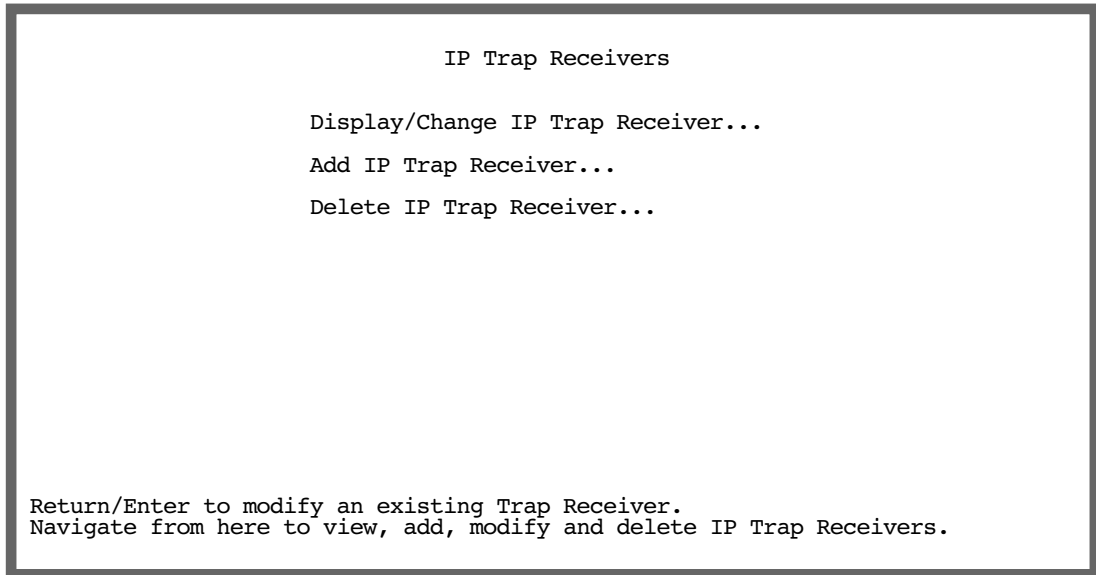 IP Trap Receivers
Display/Change IP Trap Receiver...
Add IP Trap Receiver...
Delete IP Trap Receiver...
Return/Enter to modify an existing Trap Receiver.
Navigate from here to view, add, modify and delete IP Trap Receivers.